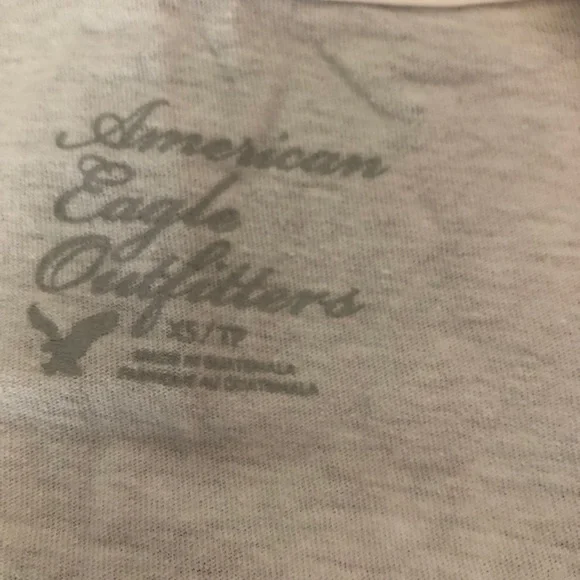 American
Eagle
Outfitters
XS/TP
MADE IN GUATEMALA
FABRIQUÉ AU GUATEMALA